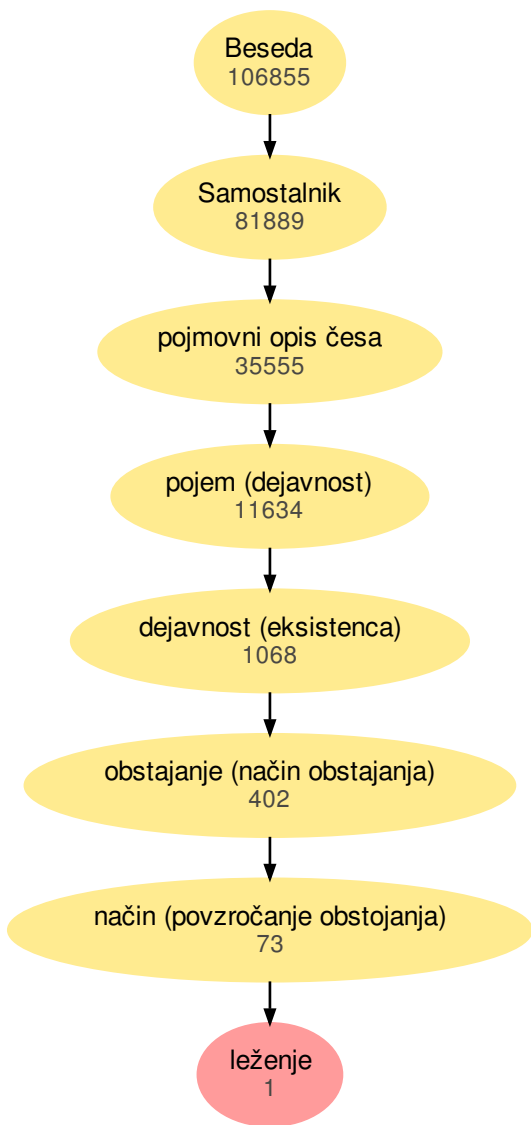 Beseda
106855
Samostalnik
81889
pojmovni opis česa
35555
pojem (dejavnost)
11634
dejavnost (eksistenca)
1068
obstajanje (način obstajanja)
402
način (povzročanje obstojanja)
73
leženje
1